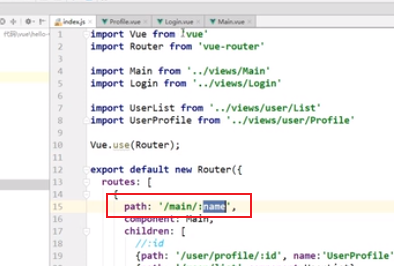 index.js Profile.vue Login.vue Main.vue
代码\vue\hello-
1 import Vue from 'vue'
2 import Router from 'vue-router'
3
4 import Main from '../views/Main'
5 import Login from '../views/Login'
6
7 import UserList from '../views/user/List'
8 import UserProfile from '../views/user/Profile'
9
10 Vue.use(Router);
11
12 export default new Router({
13 routes: [
14 {
15 path: '/main/:name',
16 component: Main,
17 children: [
18 //:id
19 {path: '/user/profile/:id', name:'UserProfile'